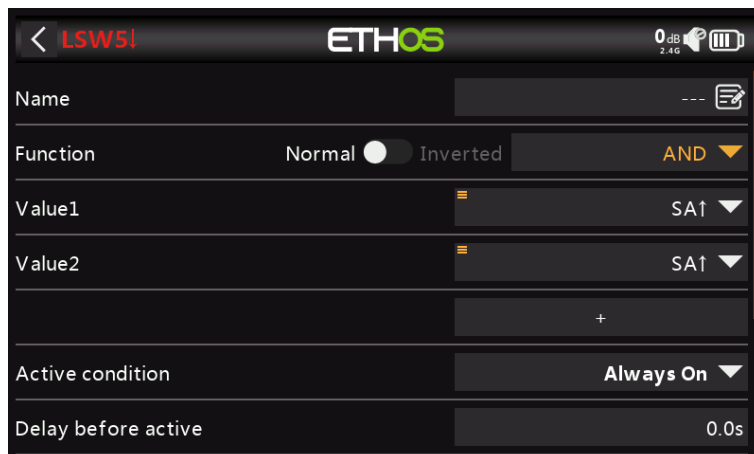 LSW5↓ ETHOS 0dB 2.4G
Name ---
Function Normal Inverted AND
Value1 SA↑
Value2 SA↑
+
Active condition Always On
Delay before active 0.0s